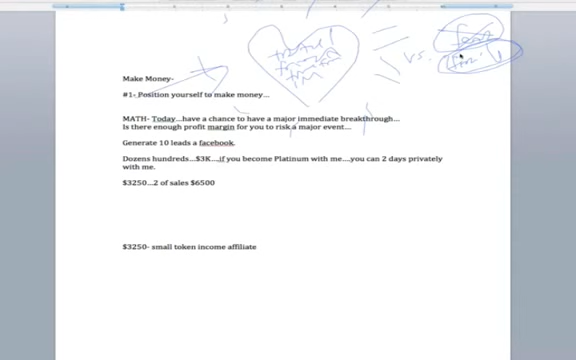 vs.
Make Money-
#1- Position yourself to make money...
MATH- Today...have a chance to have a major immediate breakthrough...
Is there enough profit margin for you to risk a major event...
Generate 10 leads a facebook.
Dozens hundreds...$3K....if you become Platinum with me....you can 2 days privately
with me.
$3250...2 of sales $6500
$3250- small token income affiliate